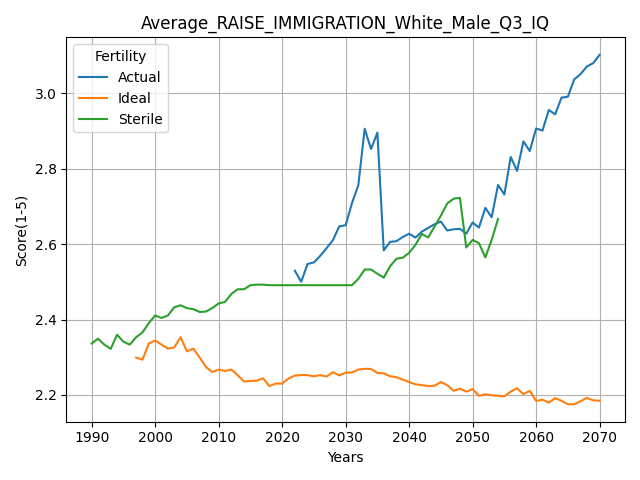 Average_RAISE_IMMIGRATION_White_Male_Q3_IQ
Fertility
Actual
Ideal
Sterile
Score(1-5)
3.0
2.8
2.6
2.4
2.2
1990 2000 2010 2020 2030 2040 2050 2060 2070
Years